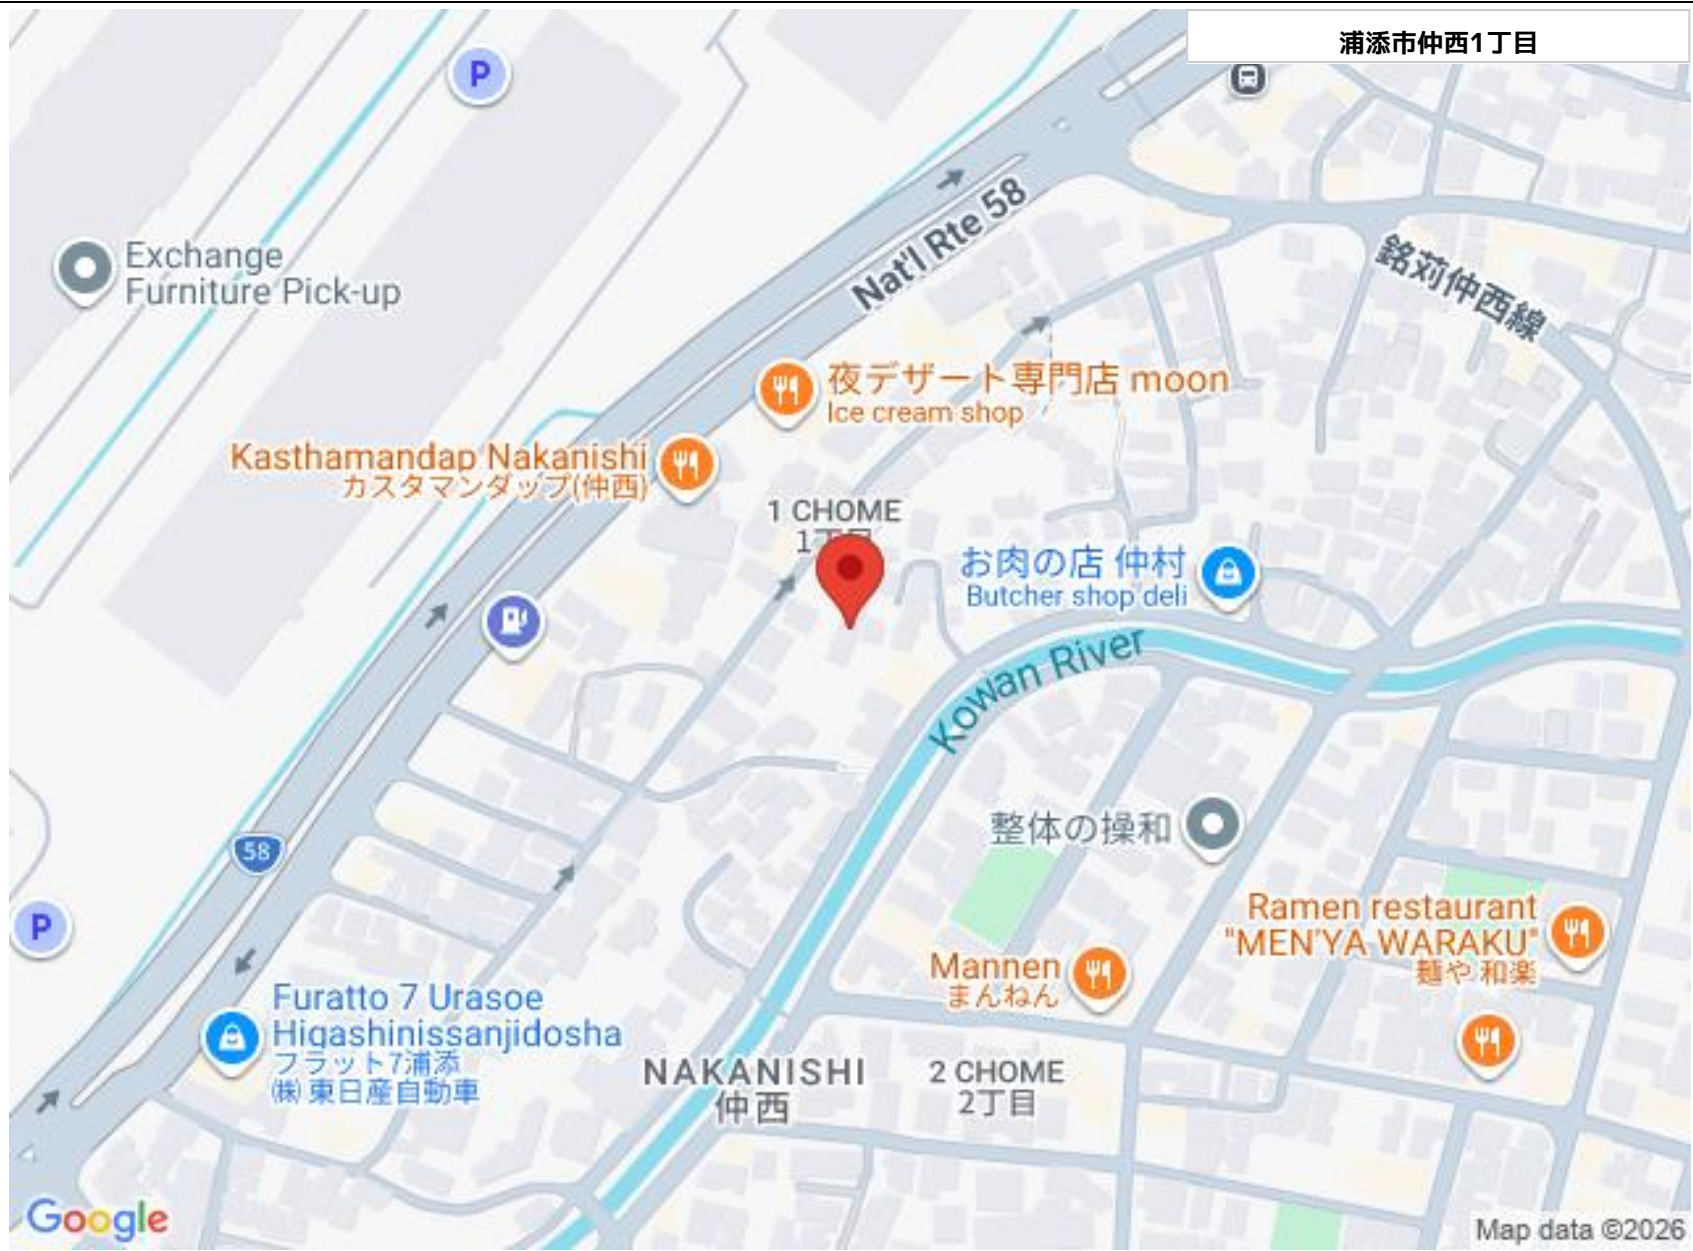 浦添市仲西1丁目
P
Exchange
Furniture Pick-up
Nat'l Rte 58
銘苅仲西線
夜デザート専門店 moon
Ice cream shop
Kasthamandap Nakanishi
カスタマンダップ(仲西)
1 CHOME
お肉の店 仲村
Butcher shop deli
Kowan River
58
整体の操和
P
Ramen restaurant
"MEN'YA WARAKU"
麺や 和楽
Mannen
まんねん
Furatto 7 Urasoe
Higashinissanjidosha
フラット7浦添
㈱東日産自動車
NAKANISHI
仲西
2 CHOME
2丁目
Google
Map data ©2026